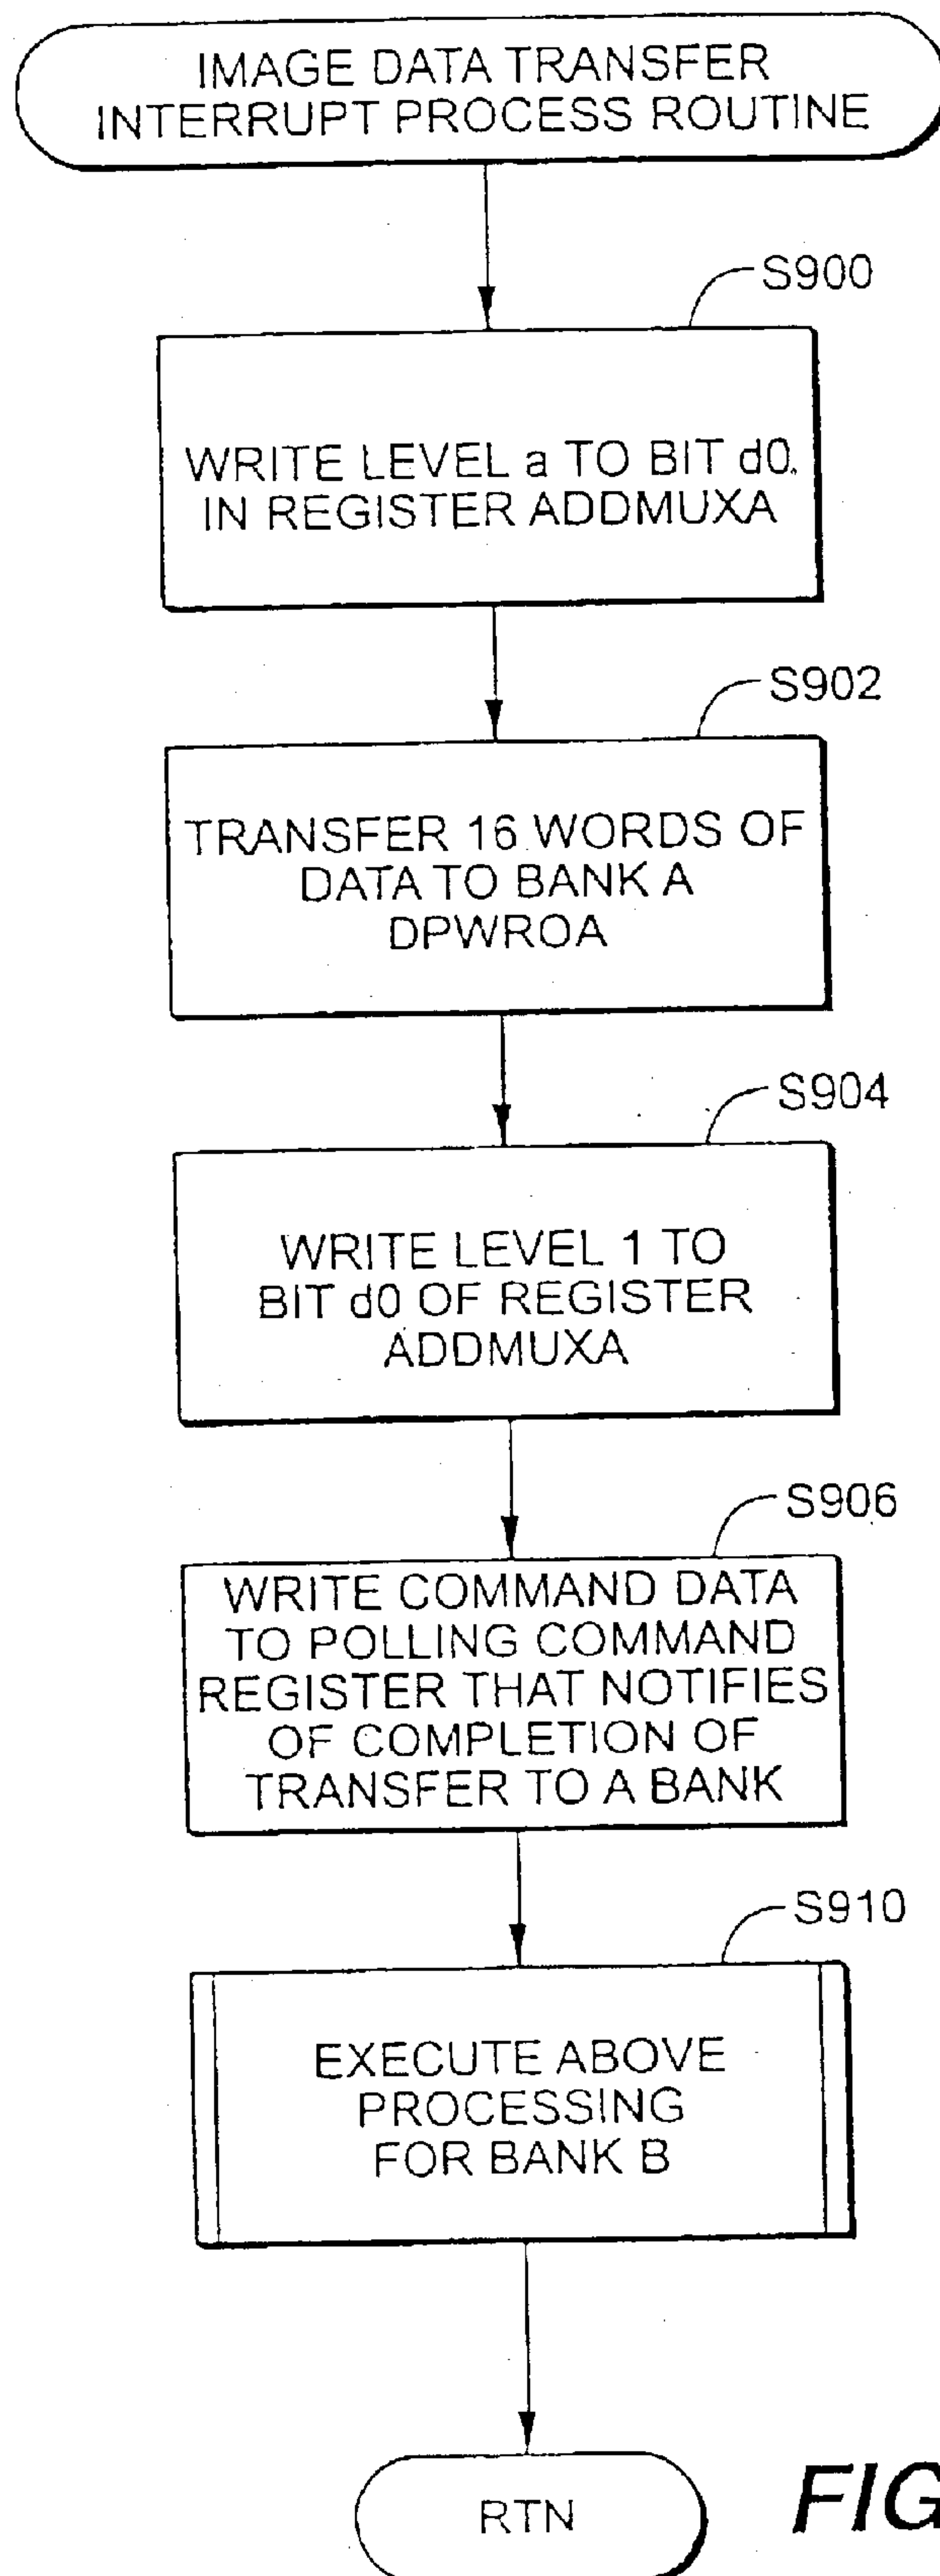 IMAGE DATA TRANSFER
INTERRUPT PROCESS ROUTINE
S900
WRITE LEVEL a TO BIT d0
IN REGISTER ADDMUXA
S902
TRANSFER 16 WORDS OF
DATA TO BANK A
DPWROA
S904
WRITE LEVEL 1 TO
BIT d0 OF REGISTER
ADDMUXA
S906
WRITE COMMAND DATA
TO POLLING COMMAND
REGISTER THAT NOTIFIES
OF COMPLETION OF
TRANSFER TO A BANK
S910
EXECUTE ABOVE
PROCESSING
FOR BANK B
RTN
FIG